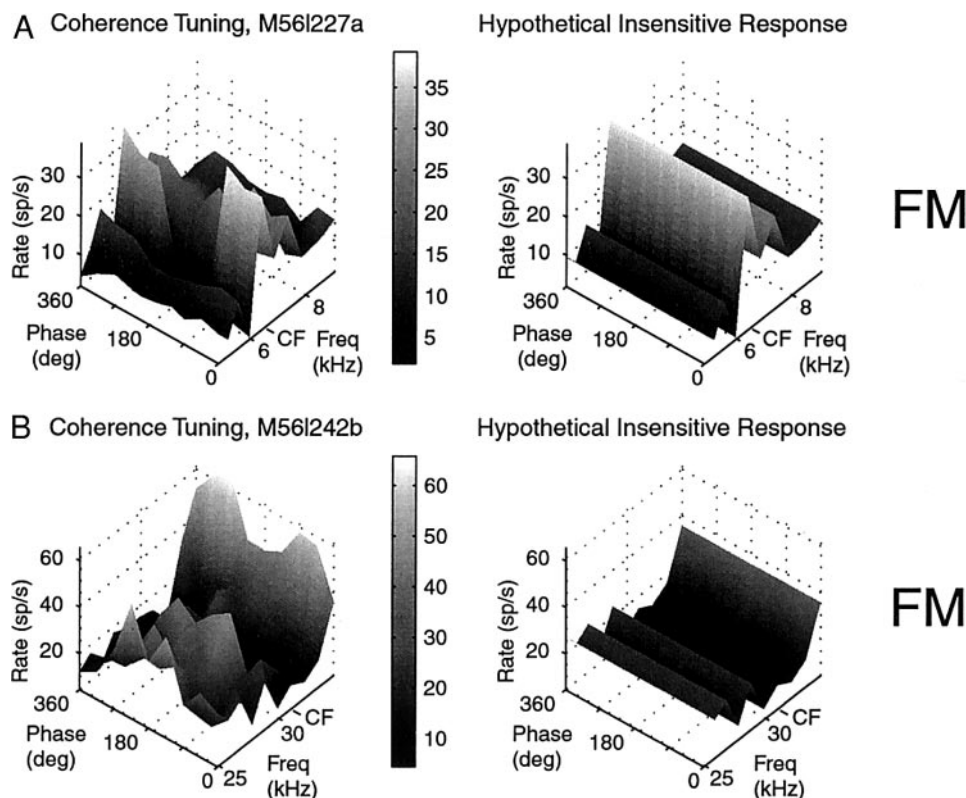 A Coherence Tuning, M56l227a
Hypothetical Insensitive Response
35
30
25
20
15
10
5
Rate (sp/s)
30
20
10
360
Phase
(deg)
180
0
6
CF
8
Freq
(kHz)
Rate (sp/s)
30
20
10
360
Phase
(deg)
180
0
6
CF
8
Freq
(kHz)
FM
B Coherence Tuning, M56l242b
Hypothetical Insensitive Response
60
50
40
30
20
10
Rate (sp/s)
60
40
20
360
Phase
(deg)
180
0
25
30
CF
Freq
(kHz)
Rate (sp/s)
60
40
20
360
Phase
(deg)
180
0
25
30
CF
Freq
(kHz)
FM